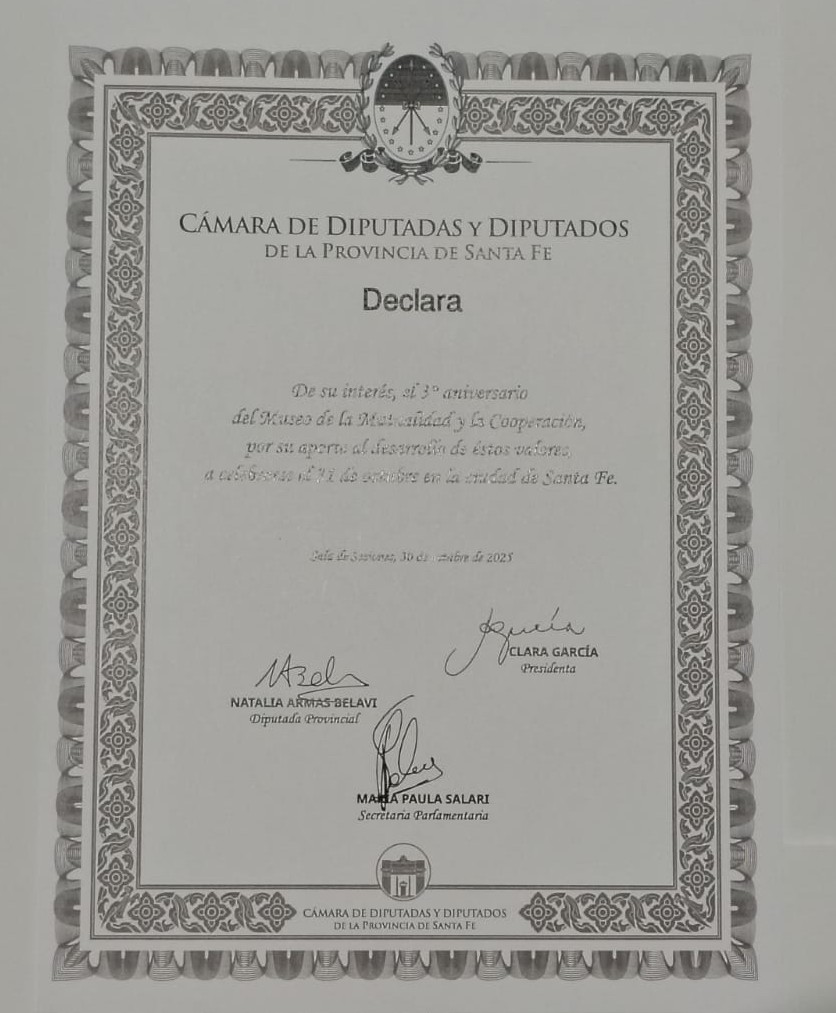 CÁMARA DE DIPUTADAS Y DIPUTADOS
DE LA PROVINCIA DE SANTA FE
Declara
De su interés, el 3° aniversario
del Museo de la Mutualidad y la Cooperación,
por su aporte al desarrollo de éstos valores,
a celebrarse el 31 de octubre en la ciudad de Santa Fe.
Sala de Sesiones, 30 de octubre de 2025
CLARA GARCÍA
Presidenta
NATALIA ARMAS BELAVI
Diputada Provincial
MARÍA PAULA SALARI
Secretaria Parlamentaria
CÁMARA DE DIPUTADAS Y DIPUTADOS
DE LA PROVINCIA DE SANTA FE